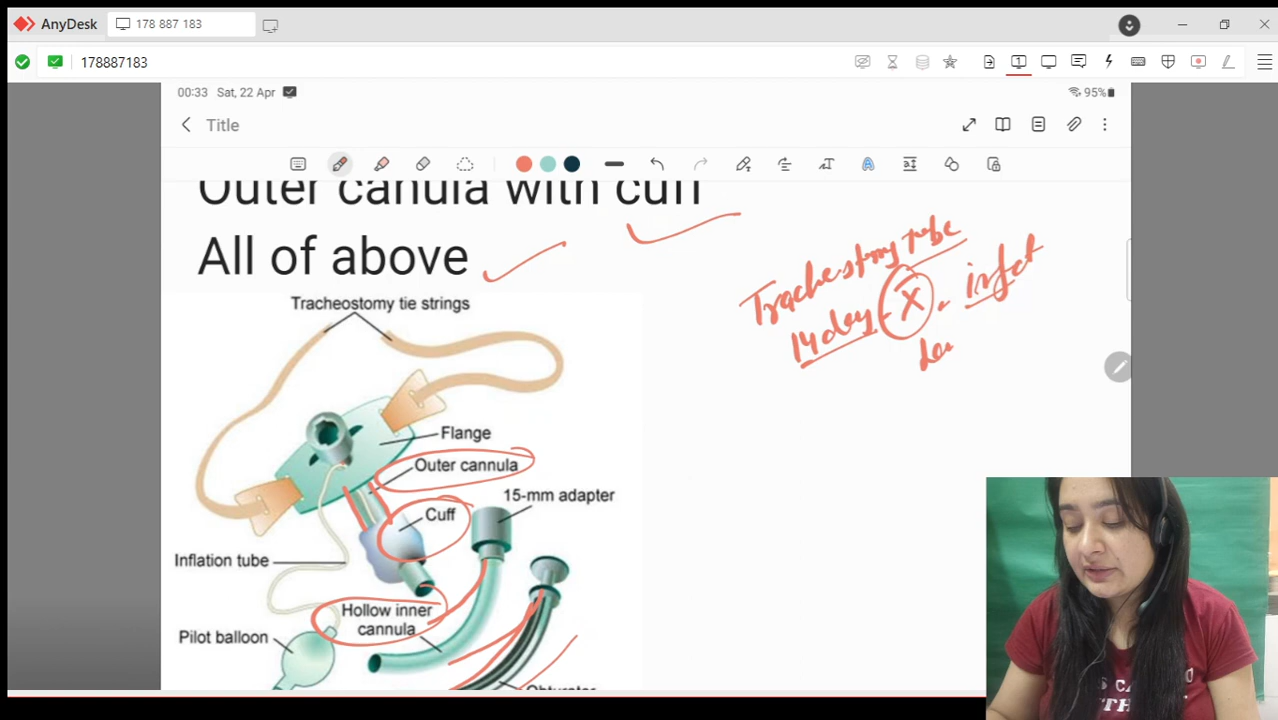 AnyDesk
178 887 183
178887183
00:33 Sat, 22 Apr
95%
Title
Outer canula with cuff
All of above
Tracheostomy tube
14 day - X. infet
Tracheostomy tie strings
Flange
Outer cannula
15-mm adapter
Cuff
Inflation tube
Hollow inner
cannula
Pilot balloon
Obturator